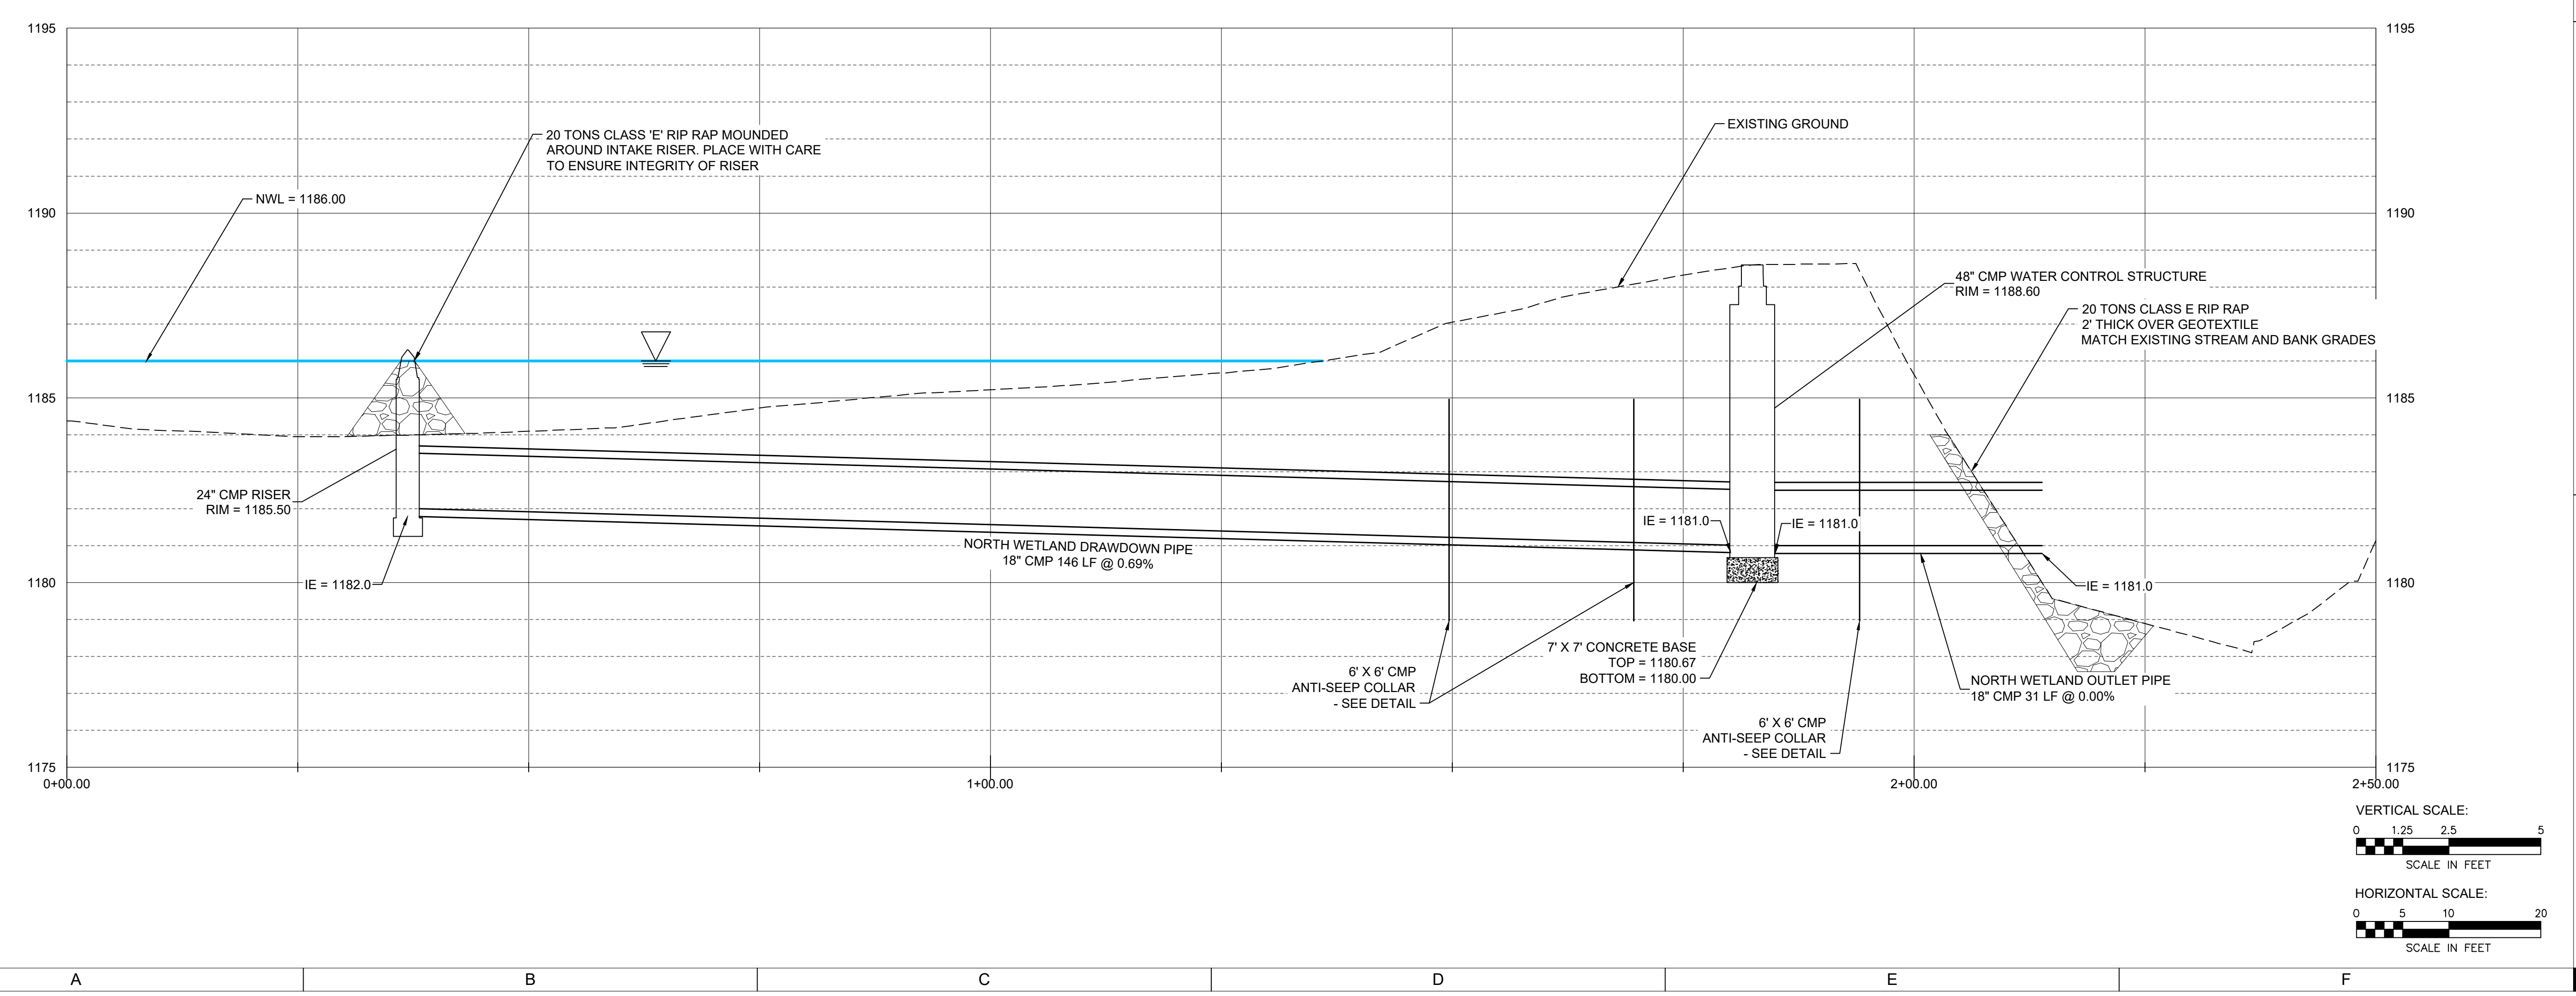 1195
1195
EXISTING GROUND
20 TONS CLASS 'E' RIP RAP MOUNDED
AROUND INTAKE RISER. PLACE WITH CARE
TO ENSURE INTEGRITY OF RISER
NWL = 1186.00
1190
1190
48" CMP WATER CONTROL STRUCTURE
RIM = 1188.60
20 TONS CLASS E RIP RAP
2' THICK OVER GEOTEXTILE
MATCH EXISTING STREAM AND BANK GRADES
1185
1185
24" CMP RISER
RIM = 1185.50
IE = 1181.0
IE = 1181.0
NORTH WETLAND DRAWDOWN PIPE
18" CMP 146 LF @ 0.69%
IE = 1182.0
IE = 1181.0
1180
1180
7' X 7' CONCRETE BASE
TOP = 1180.67
BOTTOM = 1180.00
6' X 6' CMP
ANTI-SEEP COLLAR
- SEE DETAIL
NORTH WETLAND OUTLET PIPE
18" CMP 31 LF @ 0.00%
6' X 6' CMP
ANTI-SEEP COLLAR
- SEE DETAIL
1175
1175
0+00.00
1+00.00
2+00.00
2+50.00
VERTICAL SCALE:
0 1.25 2.5 5
SCALE IN FEET
HORIZONTAL SCALE:
0 5 10 20
SCALE IN FEET
A
B
C
D
E
F